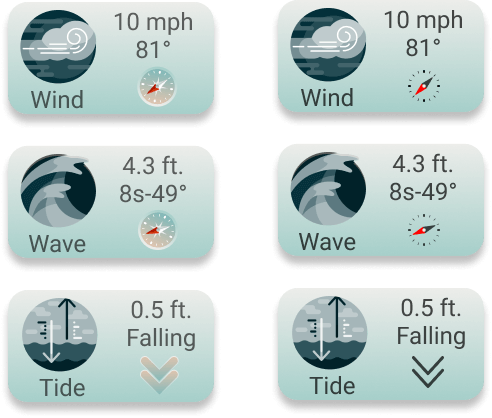 10 mph
81°
Wind
10 mph
81°
Wind
4.3 ft.
8s-49°
Wave
4.3 ft.
8s-49°
Wave
0.5 ft.
Falling
Tide
0.5 ft.
Falling
Tide